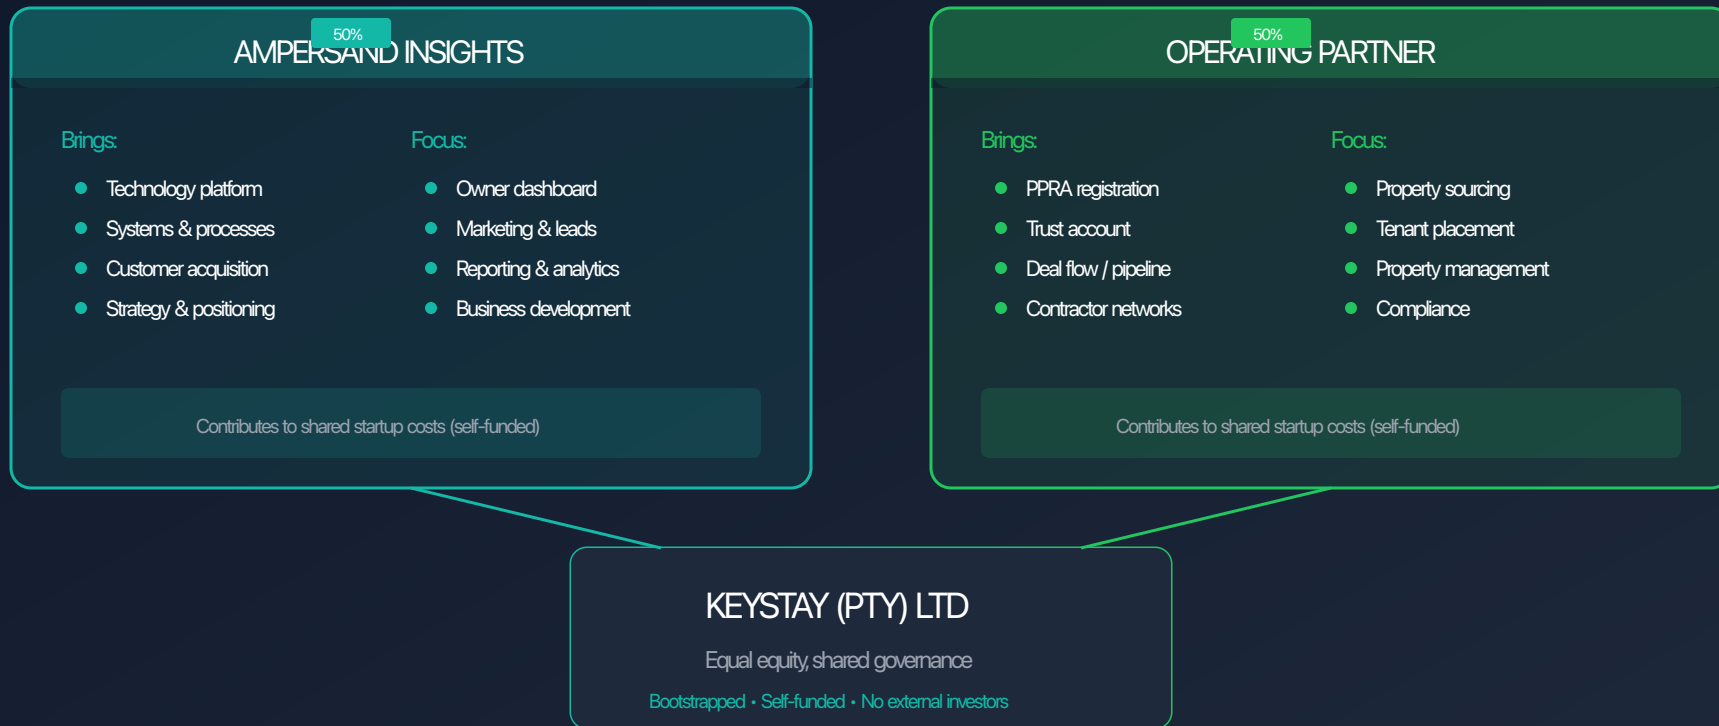 50%
AMPERSAND INSIGHTS
Brings:
Technology platform
Systems & processes
Customer acquisition
Strategy & positioning
Focus:
Owner dashboard
Marketing & leads
Reporting & analytics
Business development
Contributes to shared startup costs (self-funded)
50%
OPERATING PARTNER
Brings:
PPRA registration
Trust account
Deal flow / pipeline
Contractor networks
Focus:
Property sourcing
Tenant placement
Property management
Compliance
Contributes to shared startup costs (self-funded)
KEYSTAY (PTY) LTD
Equal equity, shared governance
Bootstrapped • Self-funded • No external investors